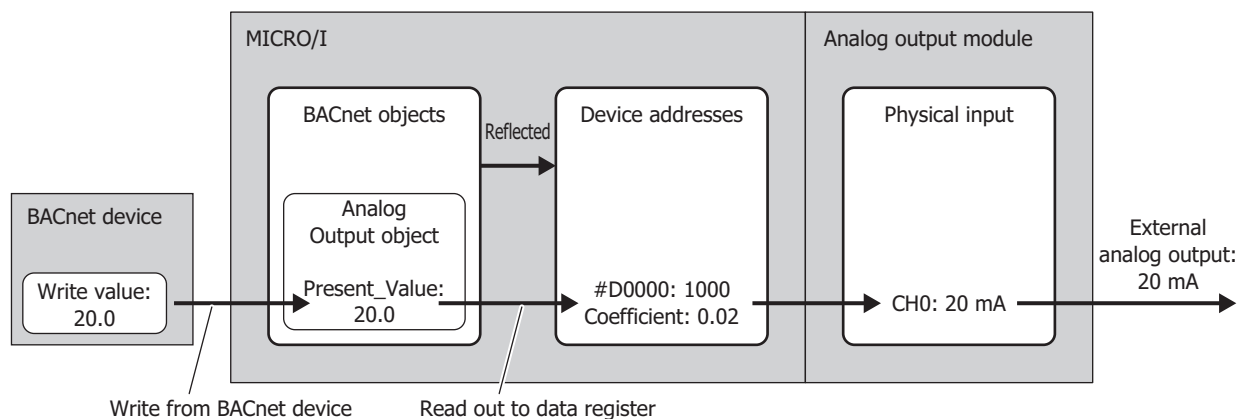 MICRO/I
Analog output module
BACnet objects
Reflected
Device addresses
Physical input
BACnet device
Analog
Output object
External
analog output:
20 mA
Write value:
20.0
Present_Value:
20.0
#D0000: 1000
Coefficient: 0.02
CH0: 20 mA
Write from BACnet device
Read out to data register